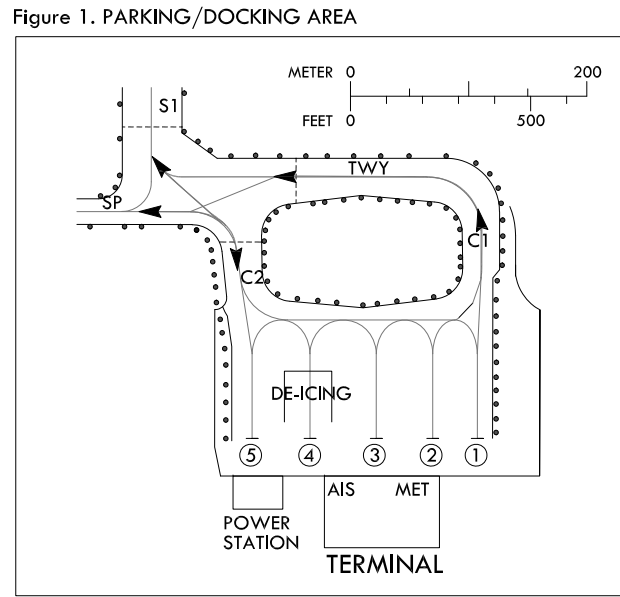 Figure 1. PARKING/DOCKING AREA
METER 0 200
FEET 0 500
S1
TWY
SP
C1
C2
DE-ICING
5 4 3 2 1
AIS MET
POWER
STATION
TERMINAL